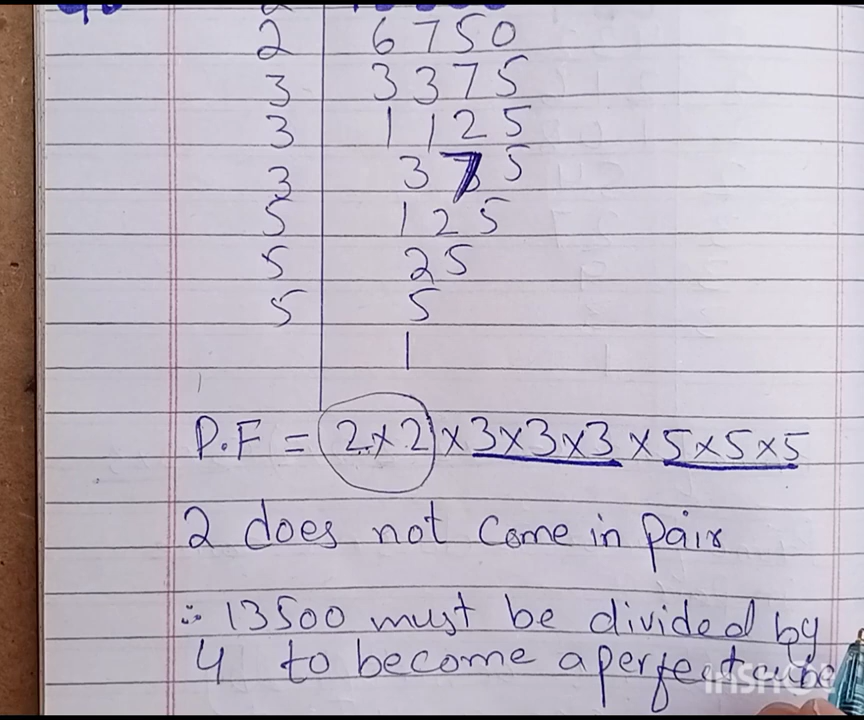 2 6750
3 3375
3 1125
3 375
5 125
5 25
5 5
1
P.F = 2×2 × 3×3×3 × 5×5×5
2 does not come in pair
∴ 13500 must be divided by
4 to become a perfect cube